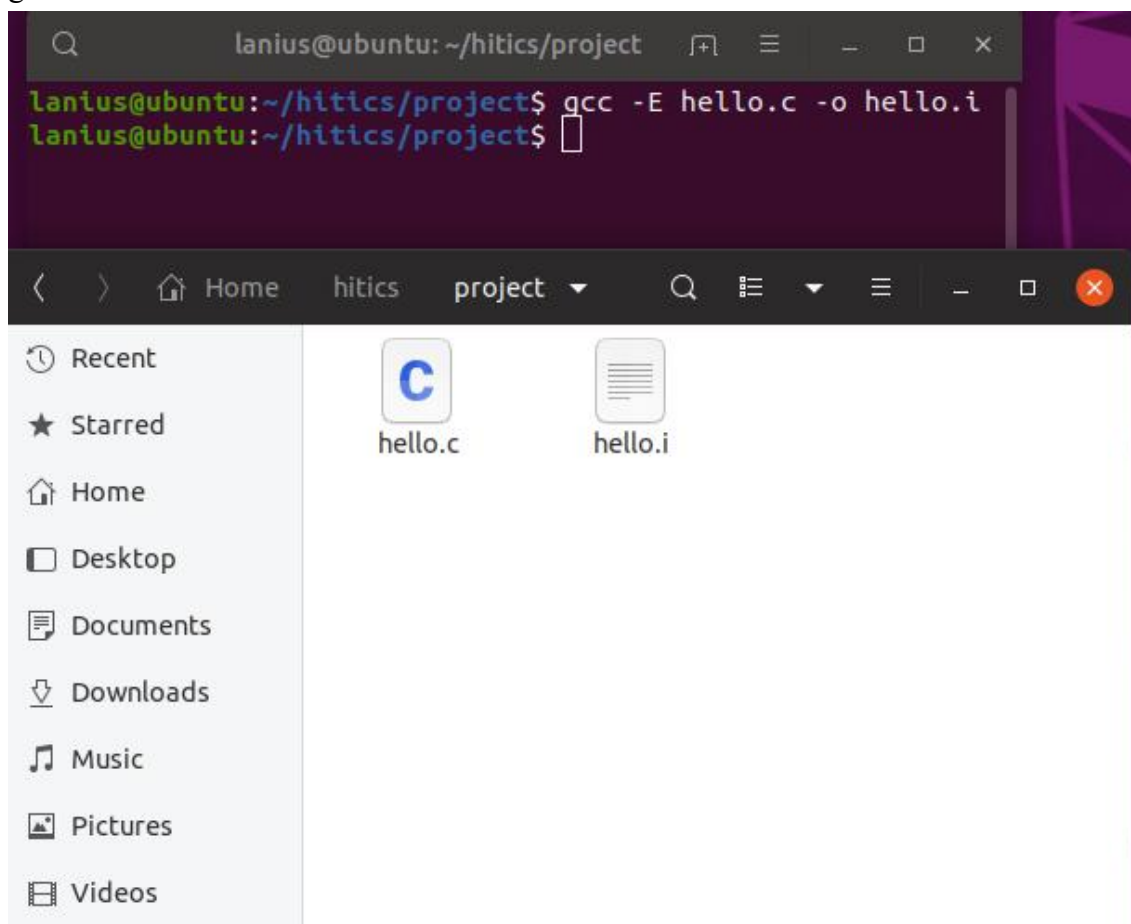 lanius@ubuntu: ~/hitics/project
lanius@ubuntu:~/hitics/project$ gcc -E hello.c -o hello.i
lanius@ubuntu:~/hitics/project$
Home hitics project
Recent
Starred
Home
Desktop
Documents
Downloads
Music
Pictures
Videos
hello.c hello.i